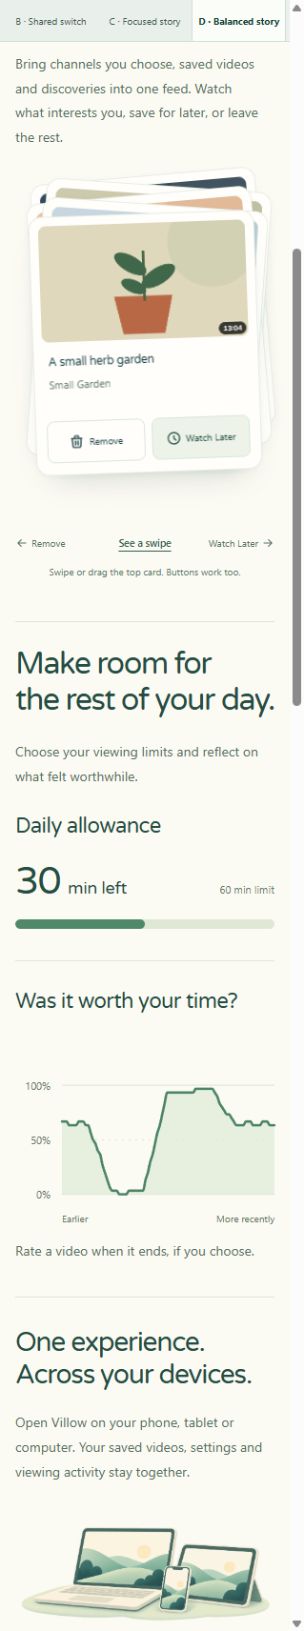 B · Shared switch
C · Focused story
D · Balanced story
Bring channels you choose, saved videos
and discoveries into one feed. Watch
what interests you, save for later, or leave
the rest.
13:04
A small herb garden
Small Garden
Remove
Watch Later
← Remove
See a swipe
Watch Later →
Swipe or drag the top card. Buttons work too.
Make room for
the rest of your day.
Choose your viewing limits and reflect on
what felt worthwhile.
Daily allowance
30 min left
60 min limit
Was it worth your time?
100%
50%
0%
Earlier
More recently
Rate a video when it ends, if you choose.
One experience.
Across your devices.
Open Villow on your phone, tablet or
computer. Your saved videos, settings and
viewing activity stay together.